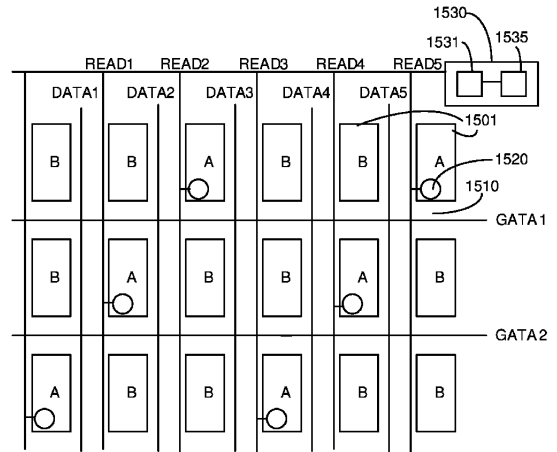 1530
1531 1535
READ1 READ2 READ3 READ4 READ5
DATA1 DATA2 DATA3 DATA4 DATA5
1501
B B A B B A
1520
1510
GATA1
B A B B A B
GATA2
A B B A B B